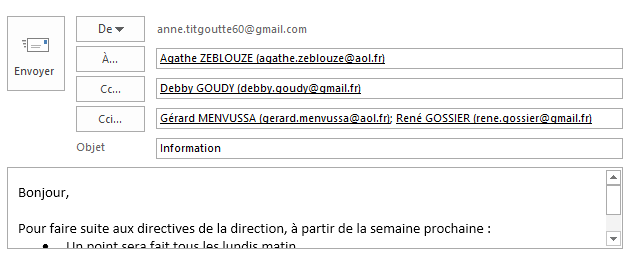 De anne.titgoutte60@gmail.com
Envoyer
À... Agathe ZEBLOUZE (agathe.zeblouze@aol.fr)
Cc... Debby GOUDY (debby.goudy@gmail.fr)
Cci... Gérard MENVUSSA (gerard.menvussa@aol.fr); René GOSSIER (rene.gossier@gmail.fr)
Objet Information
Bonjour,
Pour faire suite aux directives de la direction, à partir de la semaine prochaine :
• Un point sera fait tous les lundis matin